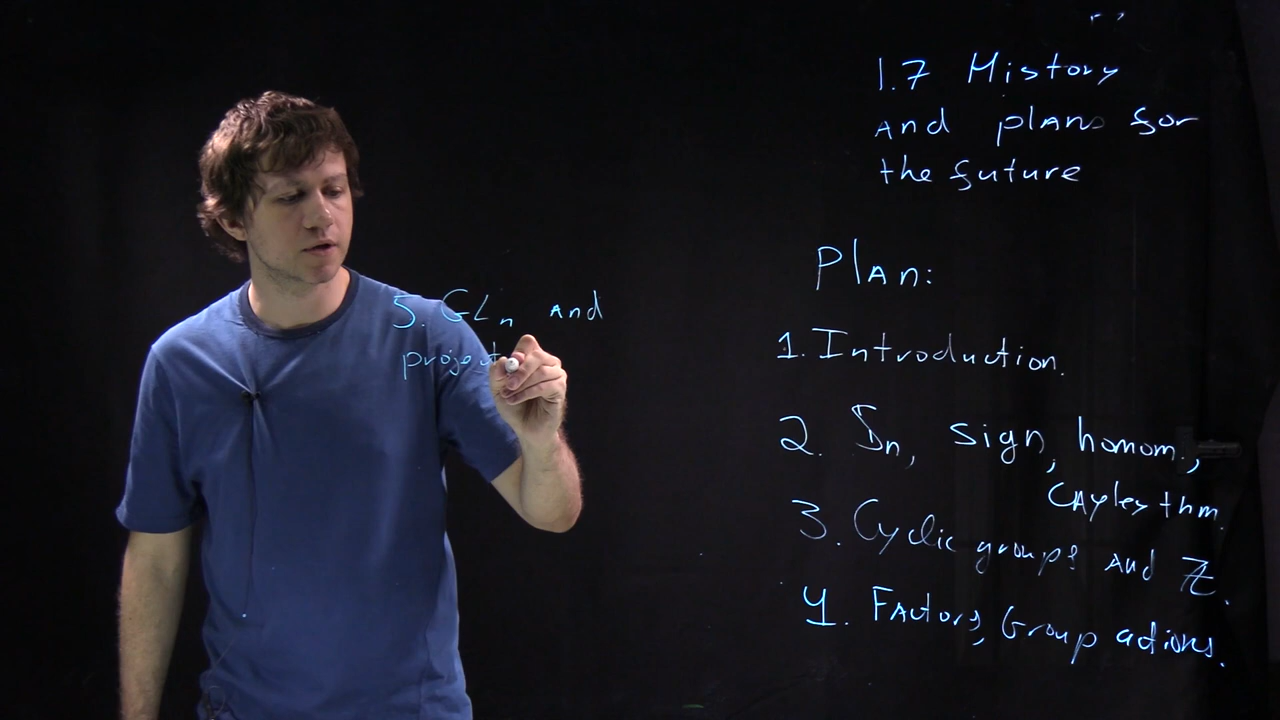 1.7 History
and plans for
the future
Plan:
1. Introduction.
2. Sn, sign, homom.,
Cayley thm.
3. Cyclic groups and ℤ.
4. Factors, Group actions.
5. GLn and
project